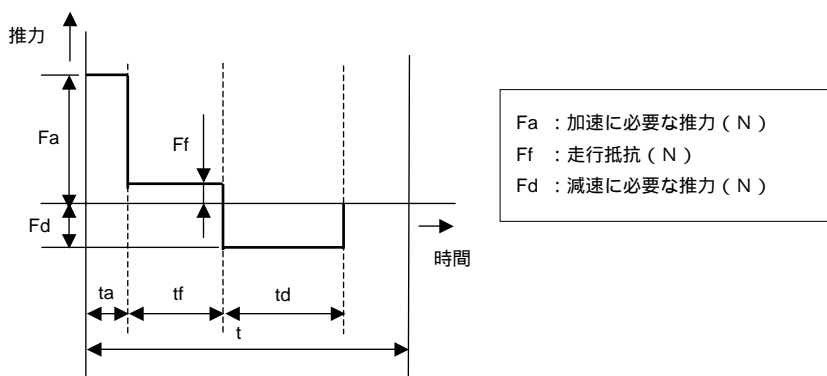 推力
Fa
Ff
Fd
時間
ta
tf
td
t
Fa ：加速に必要な推力（Ｎ）
Ff ：走行抵抗（Ｎ）
Fd ：減速に必要な推力（Ｎ）